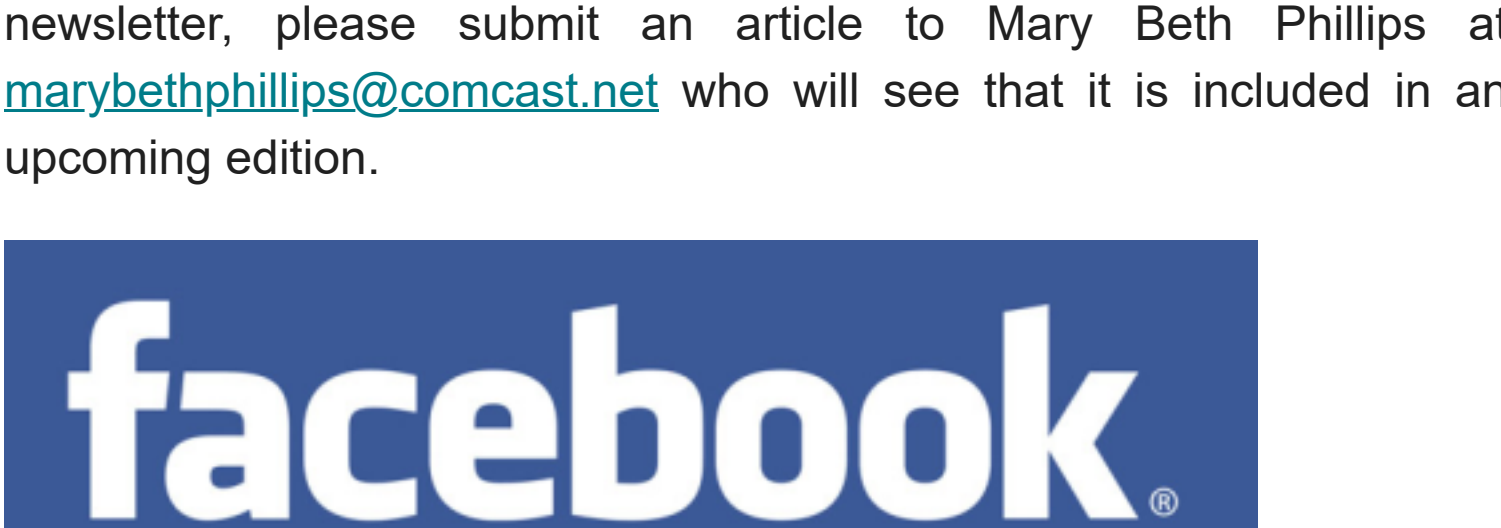 newsletter, please submit an article to Mary Beth Phillips at
marybethphillips@comcast.net who will see that it is included in an
upcoming edition.
facebook®